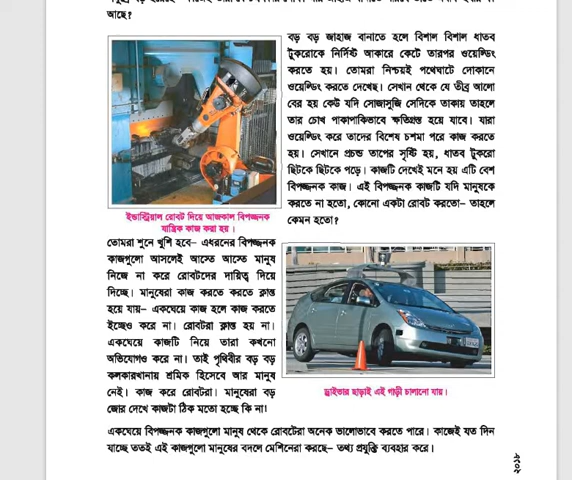 আছে?
বড় বড় জাহাজ বানাতে হলে বিশাল বিশাল ধাতব
টুকরোকে নির্দিষ্ট আকারে কেটে তারপর ওয়েল্ডিং
করতে হয়। তোমরা নিশ্চয়ই পথেঘাটে দোকানে
ওয়েল্ডিং করতে দেখেছ। সেখান থেকে যে তীব্র আলো
বের হয় কেউ যদি সোজাসুজি সেদিকে তাকায় তাহলে
তার চোখ পাকাপাকিভাবে ক্ষতিগ্রস্ত হয়ে যাবে। যারা
ওয়েল্ডিং করে তাদের বিশেষ চশমা পরে কাজ করতে
হয়। সেখানে প্রচন্ড তাপের সৃষ্টি হয়, ধাতব টুকরো
ছিটকে ছিটকে পড়ে। কাজটি দেখেই মনে হয় এটি বেশ
বিপজ্জনক কাজ। এই বিপজ্জনক কাজটি যদি মানুষকে
করতে না হতো, কোনো একটা রোবট করতো– তাহলে
কেমন হতো?
ইন্ডাস্ট্রিয়াল রোবট দিয়ে আজকাল বিপজ্জনক
যান্ত্রিক কাজ করা হয়।
তোমরা শুনে খুশি হবে– এধরনের বিপজ্জনক
কাজগুলো আসলেই আস্তে আস্তে মানুষ
নিজে না করে রোবটদের দায়িত্ব দিয়ে
দিচ্ছে। মানুষেরা কাজ করতে করতে ক্লান্ত
হয়ে যায়– একঘেয়ে কাজ হলে কাজ করতে
ইচ্ছেও করে না। রোবটরা ক্লান্ত হয় না।
একঘেয়ে কাজটি নিয়ে তারা কখনো
অভিযোগও করে না। তাই পৃথিবীর বড় বড়
কলকারখানায় শ্রমিক হিসেবে আর মানুষ
নেই। কাজ করে রোবটরা। মানুষেরা বড়
জোর দেখে কাজটা ঠিক মতো হচ্ছে কি না।
ড্রাইভার ছাড়াই এই গাড়ী চালানো যায়।
একঘেয়ে বিপজ্জনক কাজগুলো মানুষ থেকে রোবটেরা অনেক ভালোভাবে করতে পারে। কাজেই যত দিন
যাচ্ছে ততই এই কাজগুলো মানুষের বদলে মেশিনেরা করছে– তথ্য প্রযুক্তি ব্যবহার করে।
২০১৮